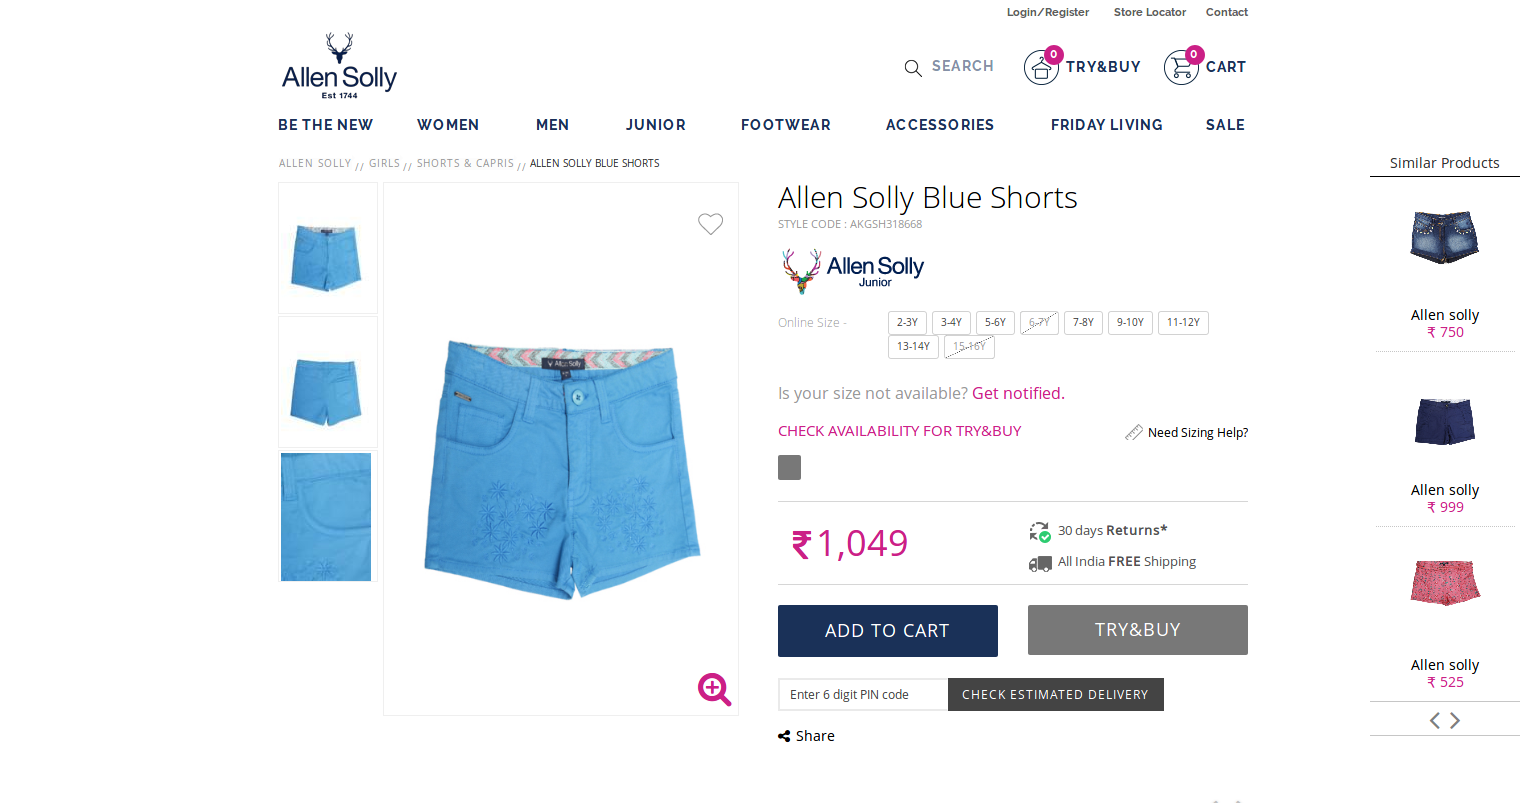 Login/Register Store Locator Contact
Allen Solly
Est 1744
SEARCH 0 TRY&BUY 0 CART
BE THE NEW WOMEN MEN JUNIOR FOOTWEAR ACCESSORIES FRIDAY LIVING SALE
ALLEN SOLLY // GIRLS // SHORTS & CAPRIS // ALLEN SOLLY BLUE SHORTS
Allen Solly Blue Shorts
STYLE CODE : AKGSH318668
Allen Solly
Junior
Online Size - 2-3Y 3-4Y 5-6Y 6-7Y 7-8Y 9-10Y 11-12Y
13-14Y 15-16Y
Is your size not available? Get notified.
CHECK AVAILABILITY FOR TRY&BUY Need Sizing Help?
Allen Solly
₹ 1,049
30 days Returns*
All India FREE Shipping
ADD TO CART TRY&BUY
Enter 6 digit PIN code CHECK ESTIMATED DELIVERY
Share
Similar Products
Allen solly
₹ 750
Allen solly
₹ 999
Allen solly
₹ 525